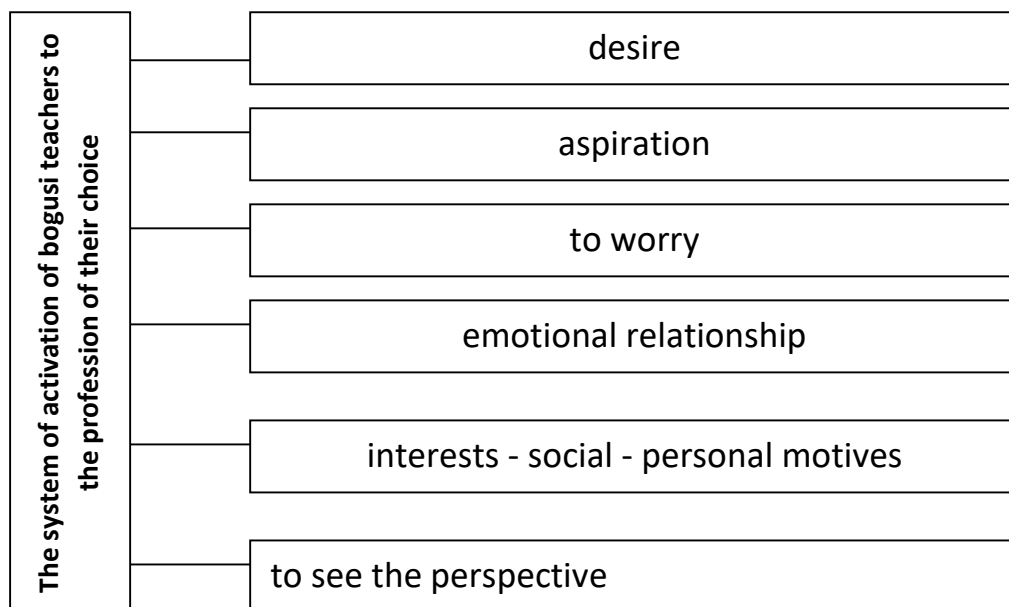 The system of activation of bogusi teachers to
the profession of their choice
desire
aspiration
to worry
emotional relationship
interests - social - personal motives
to see the perspective